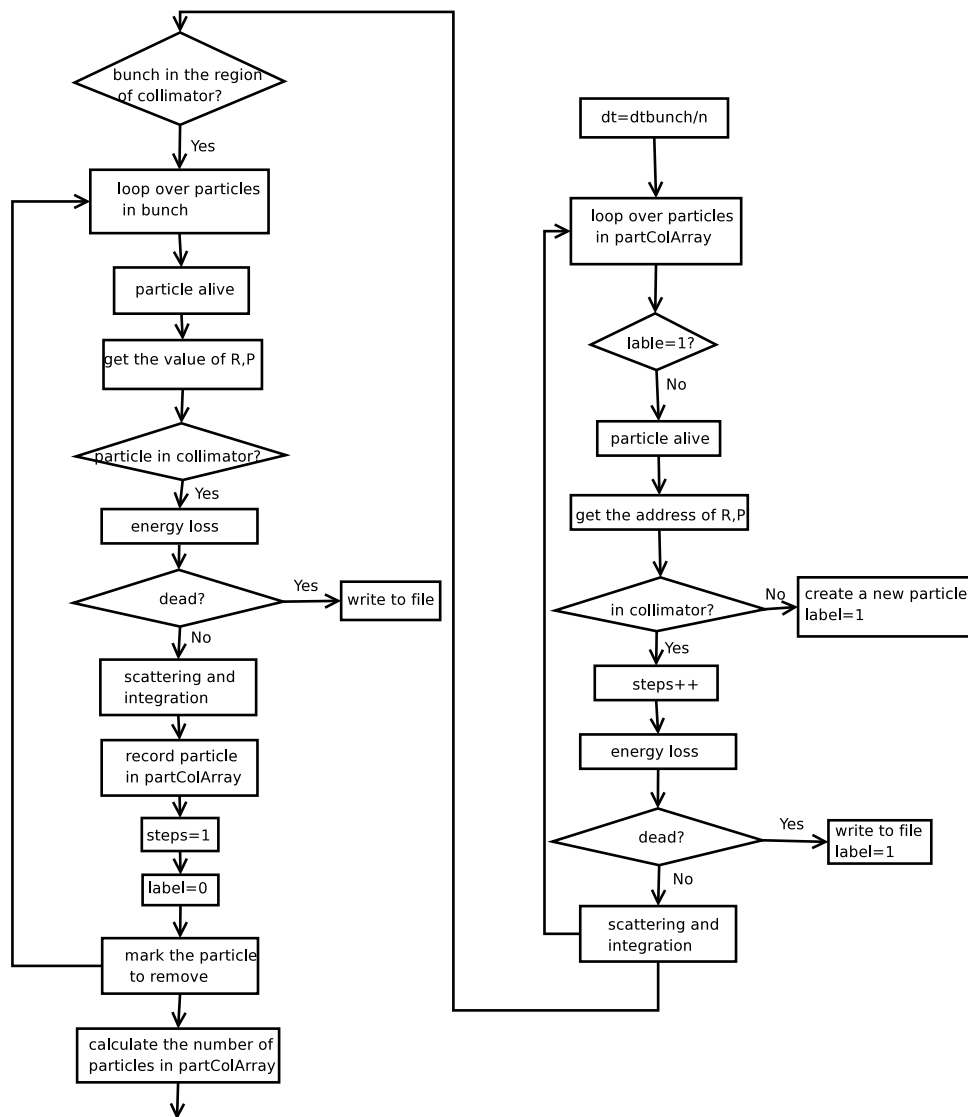 bunch in the region
of collimator?
Yes
loop over particles
in bunch
particle alive
get the value of R,P
particle in collimator?
Yes
energy loss
dead?
Yes
write to file
No
scattering and
integration
record particle
in partColArray
steps=1
label=0
mark the particle
to remove
calculate the number of
particles in partColArray
dt=dtbunch/n
loop over particles
in partColArray
lable=1?
No
particle alive
get the address of R,P
in collimator?
No
create a new particle
label=1
Yes
steps++
energy loss
dead?
Yes
write to file
label=1
No
scattering and
integration